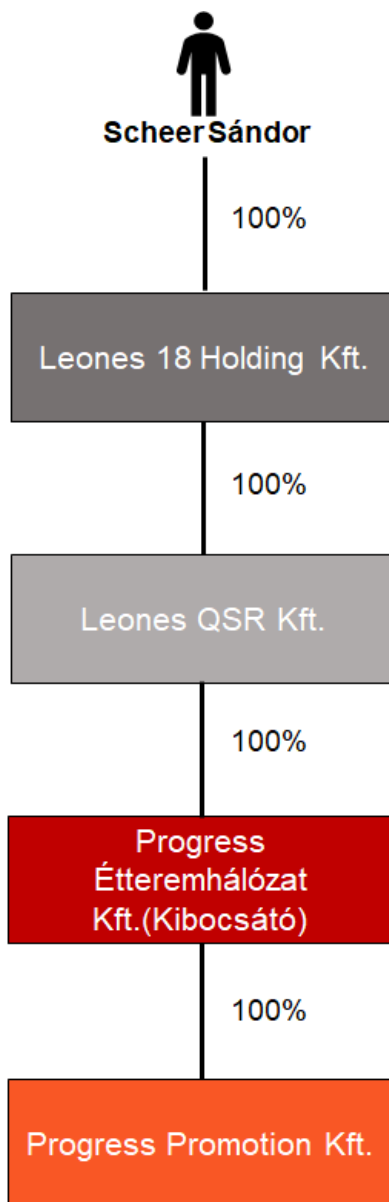 Scheer Sándor
100%
Leones 18 Holding Kft.
100%
Leones QSR Kft.
100%
Progress
Étteremhálózat
Kft.(Kibocsátó)
100%
Progress Promotion Kft.